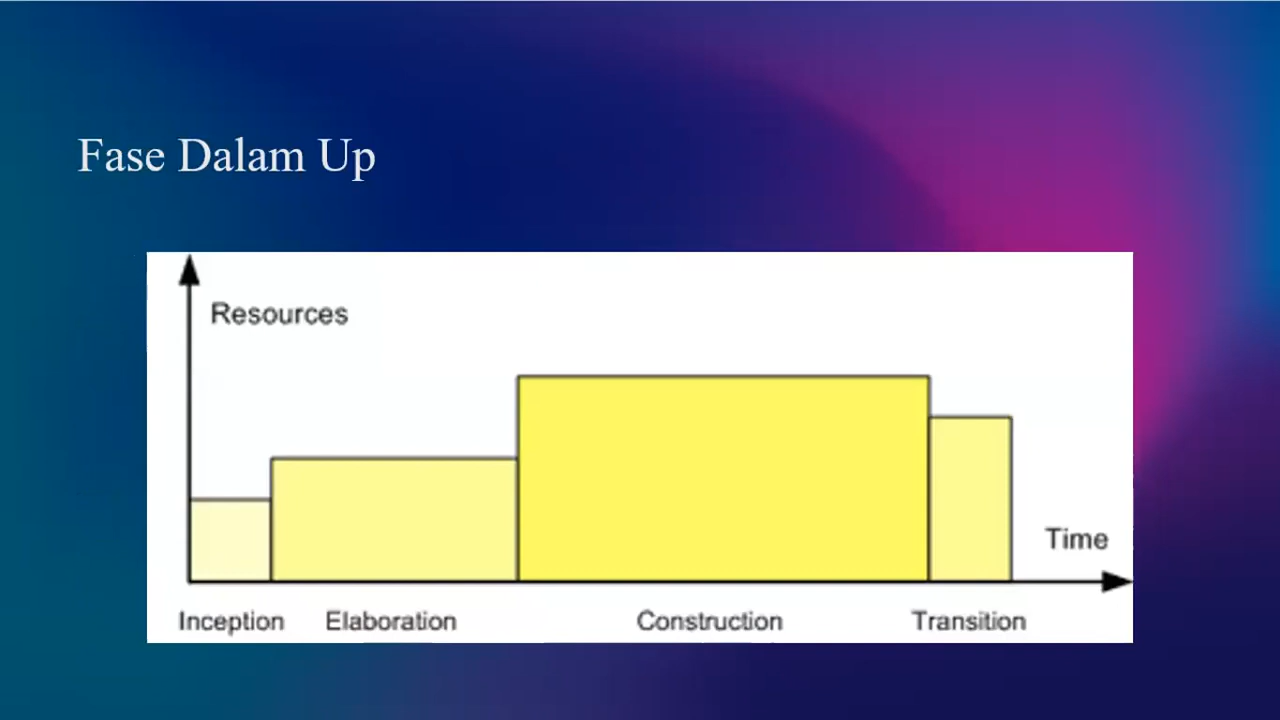 Fase Dalam Up
Resources
Time
Inception Elaboration Construction Transition